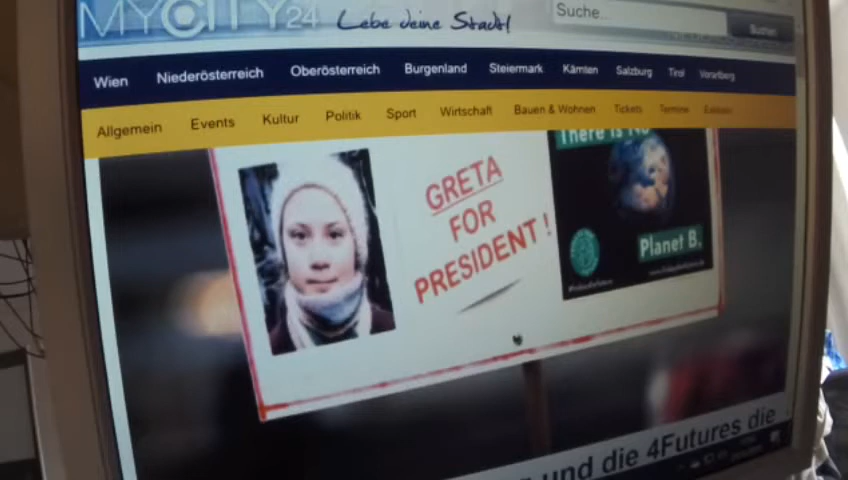 MYCITY24 Lebe deine Stadt!
Suche...
Suchen
Wien Niederösterreich Oberösterreich Burgenland Steiermark Kärnten Salzburg Tirol Vorarlberg
Allgemein Events Kultur Politik Sport Wirtschaft Bauen & Wohnen Tickets Termine
There is No
GRETA
FOR
PRESIDENT!
Planet B.
und die 4Futures die